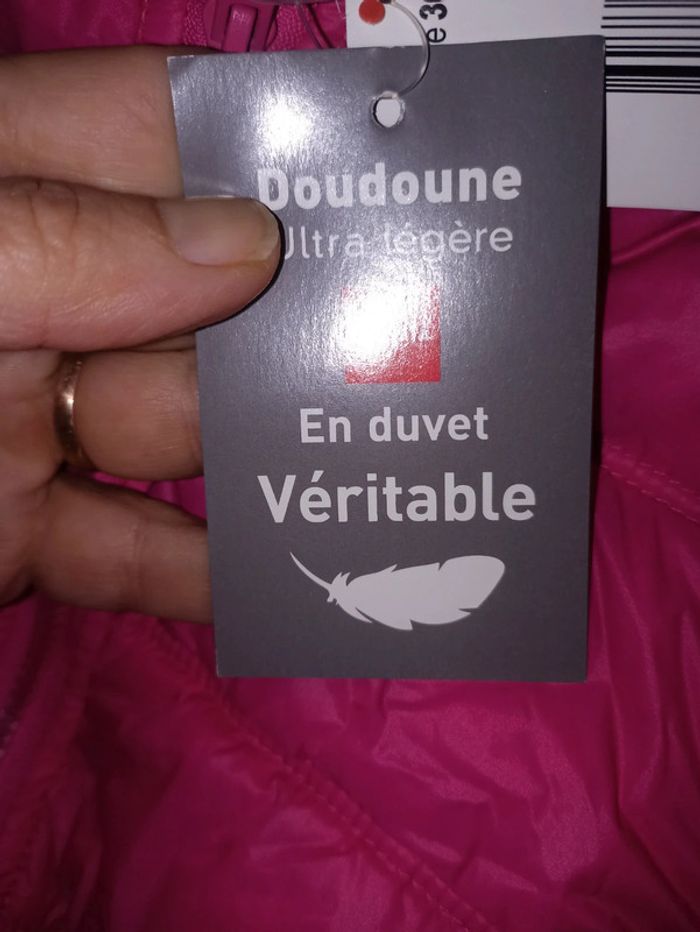 Doudoune
Ultra légère
En duvet
Véritable